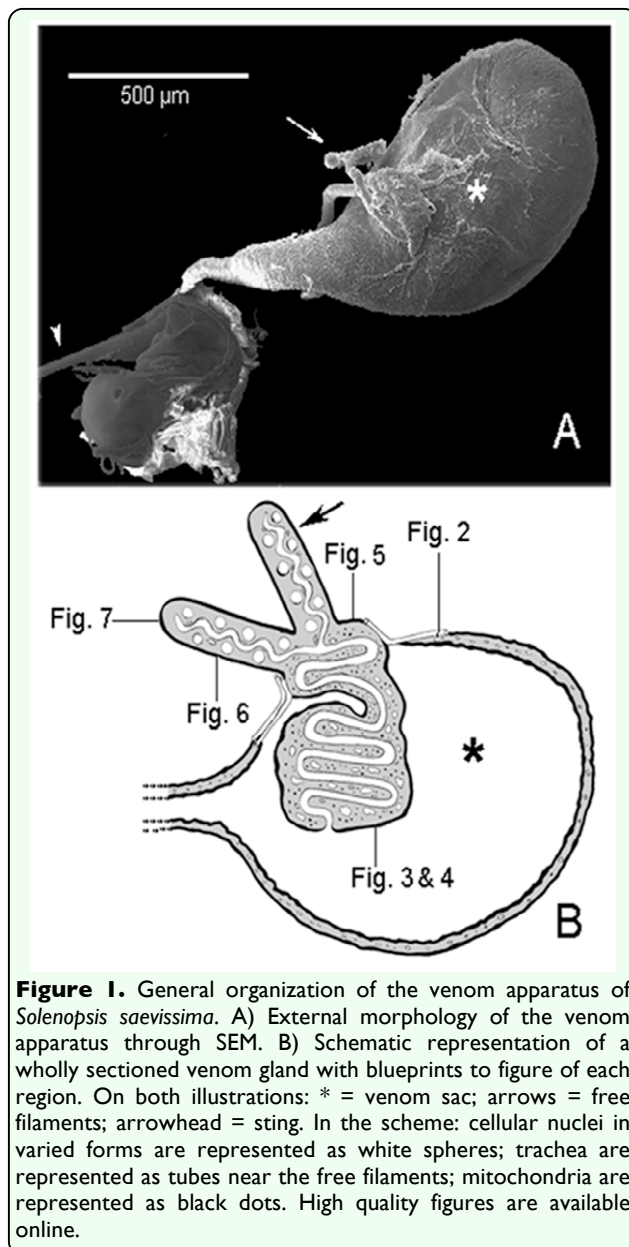 500 µm
*
A
Fig. 5
Fig. 2
Fig. 7
Fig. 6
*
Fig. 3 & 4
B
Figure 1. General organization of the venom apparatus of
Solenopsis saevissima. A) External morphology of the venom
apparatus through SEM. B) Schematic representation of a
wholly sectioned venom gland with blueprints to figure of each
region. On both illustrations: * = venom sac; arrows = free
filaments; arrowhead = sting. In the scheme: cellular nuclei in
varied forms are represented as white spheres; trachea are
represented as tubes near the free filaments; mitochondria are
represented as black dots. High quality figures are available
online.